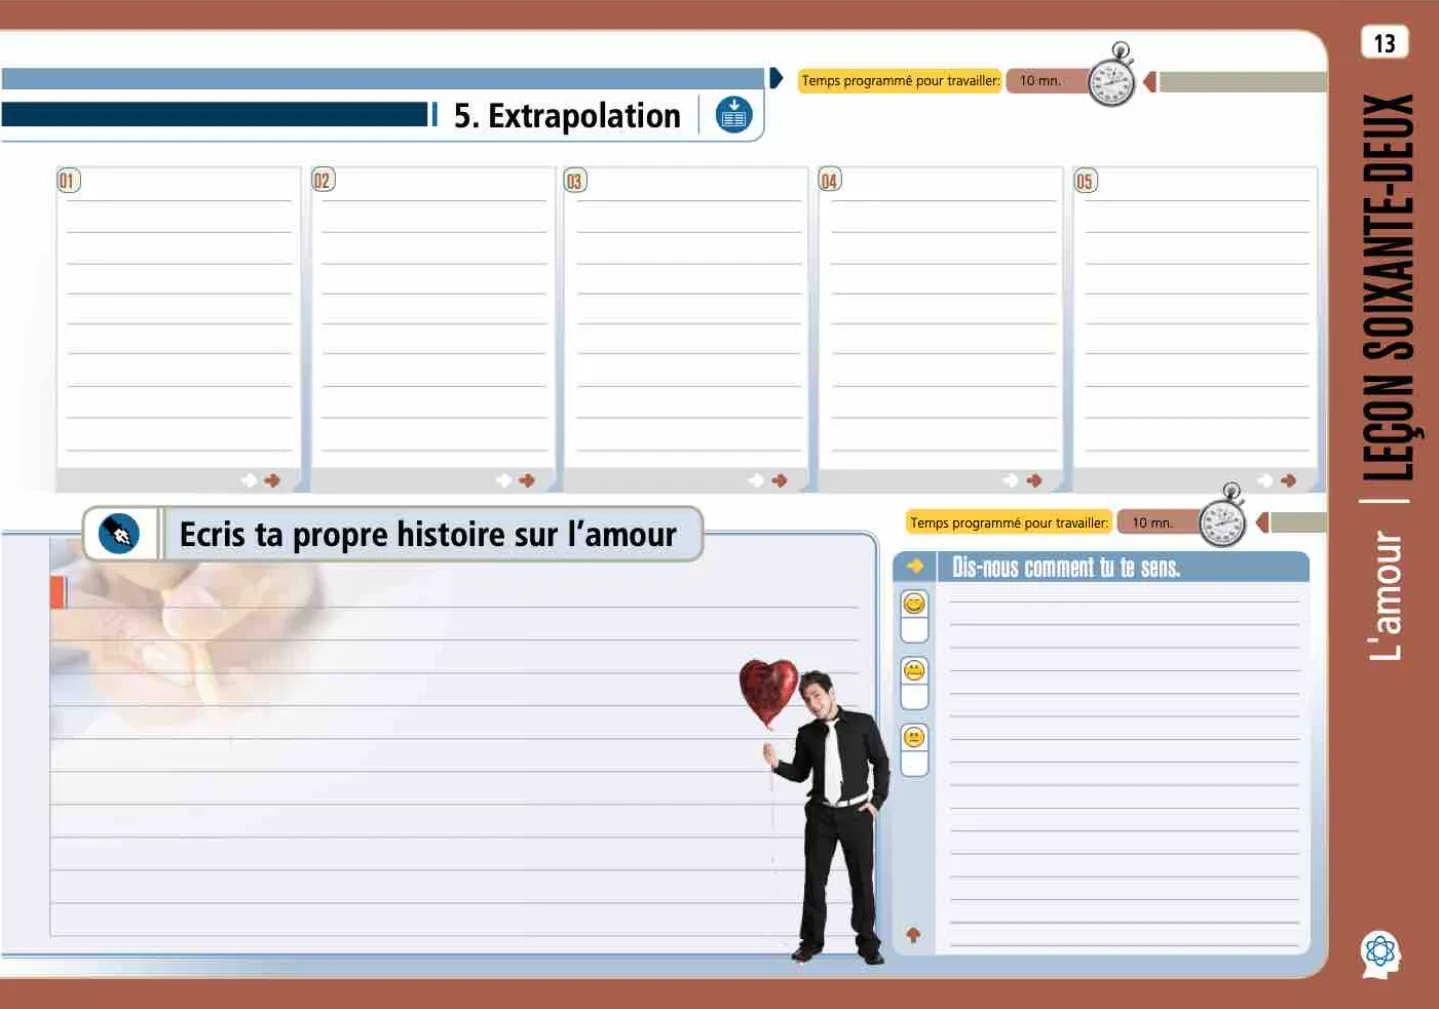 13
Temps programmé pour travailler: 10 mn.
5. Extrapolation
01
02
03
04
05
Ecris ta propre histoire sur l'amour
Temps programmé pour travailler: 10 mn.
Dis-nous comment tu te sens.
LEÇON SOIXANTE-DEUX
L'amour